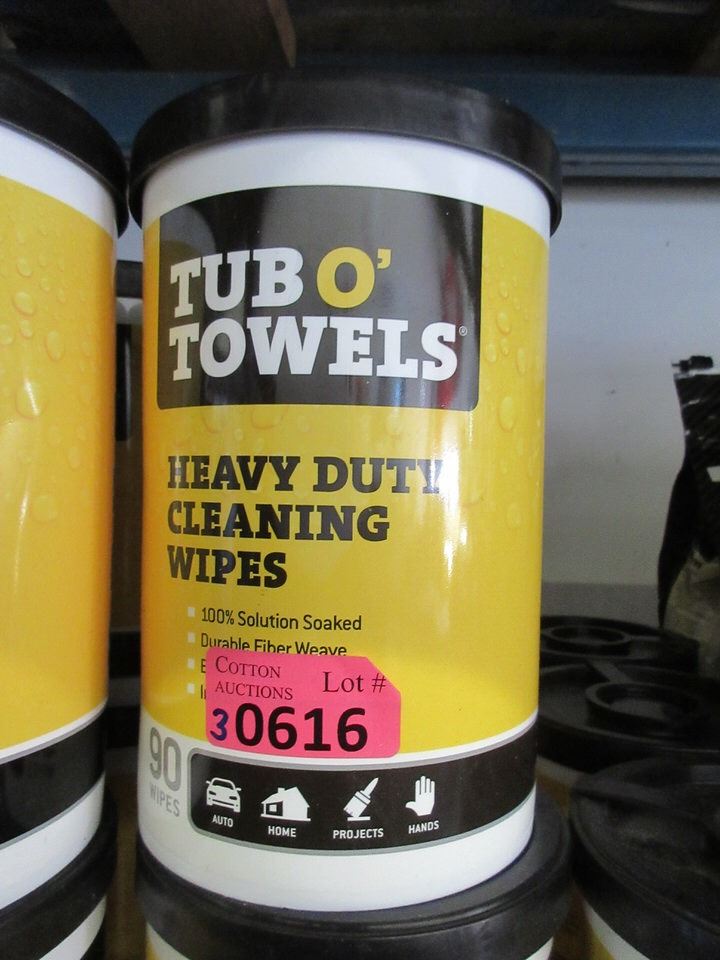 TUB O'
TOWELS®
HEAVY DUTY
CLEANING
WIPES
100% Solution Soaked
Durable Fiber Weave
COTTON
AUCTIONS
Lot #
30616
90
WIPES
AUTO
HOME
PROJECTS
HANDS